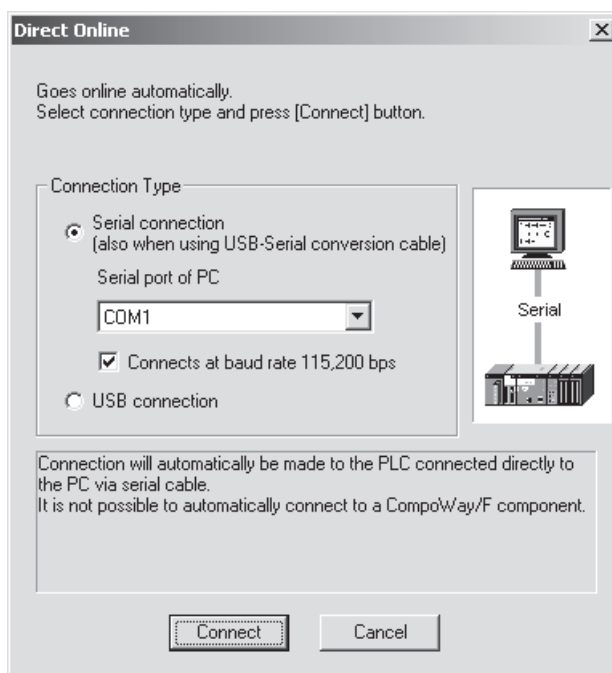 Direct Online
Goes online automatically.
Select connection type and press [Connect] button.
Connection Type
Serial connection
(also when using USB-Serial conversion cable)
Serial port of PC
COM1
Connects at baud rate 115,200 bps
USB connection
Serial
Connection will automatically be made to the PLC connected directly to
the PC via serial cable.
It is not possible to automatically connect to a CompoWay/F component.
Connect
Cancel